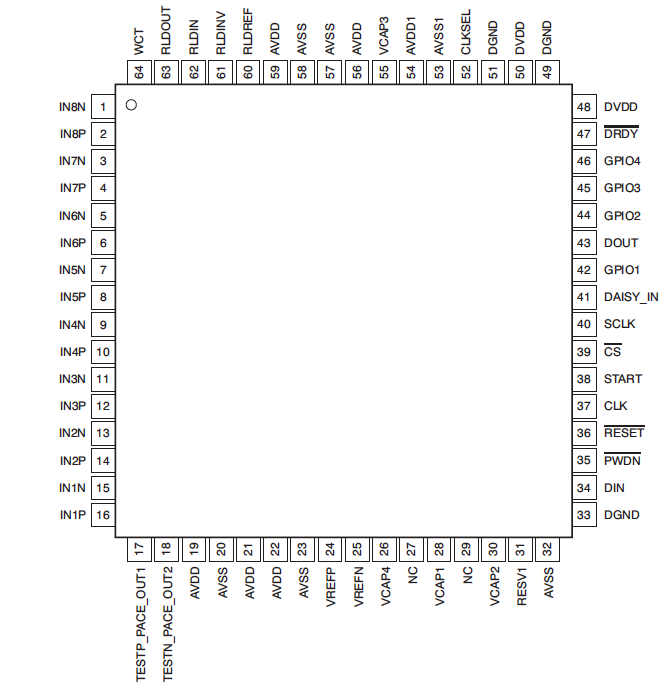 WCT
RLDOUT
RLDIN
RLDINV
RLDREF
AVDD
AVSS
AVSS
AVDD
VCAP3
AVDD1
AVSS1
CLKSEL
DGND
DVDD
DGND
64 63 62 61 60 59 58 57 56 55 54 53 52 51 50 49
IN8N 1 48 DVDD
IN8P 2 47 DRDY
IN7N 3 46 GPIO4
IN7P 4 45 GPIO3
IN6N 5 44 GPIO2
IN6P 6 43 DOUT
IN5N 7 42 GPIO1
IN5P 8 41 DAISY_IN
IN4N 9 40 SCLK
IN4P 10 39 CS
IN3N 11 38 START
IN3P 12 37 CLK
IN2N 13 36 RESET
IN2P 14 35 PWDN
IN1N 15 34 DIN
IN1P 16 33 DGND
17 18 19 20 21 22 23 24 25 26 27 28 29 30 31 32
TESTP_PACE_OUT1
TESTN_PACE_OUT2
AVDD
AVSS
AVDD
AVDD
AVSS
VREFP
VREFN
VCAP4
NC
VCAP1
NC
VCAP2
RESV1
AVSS